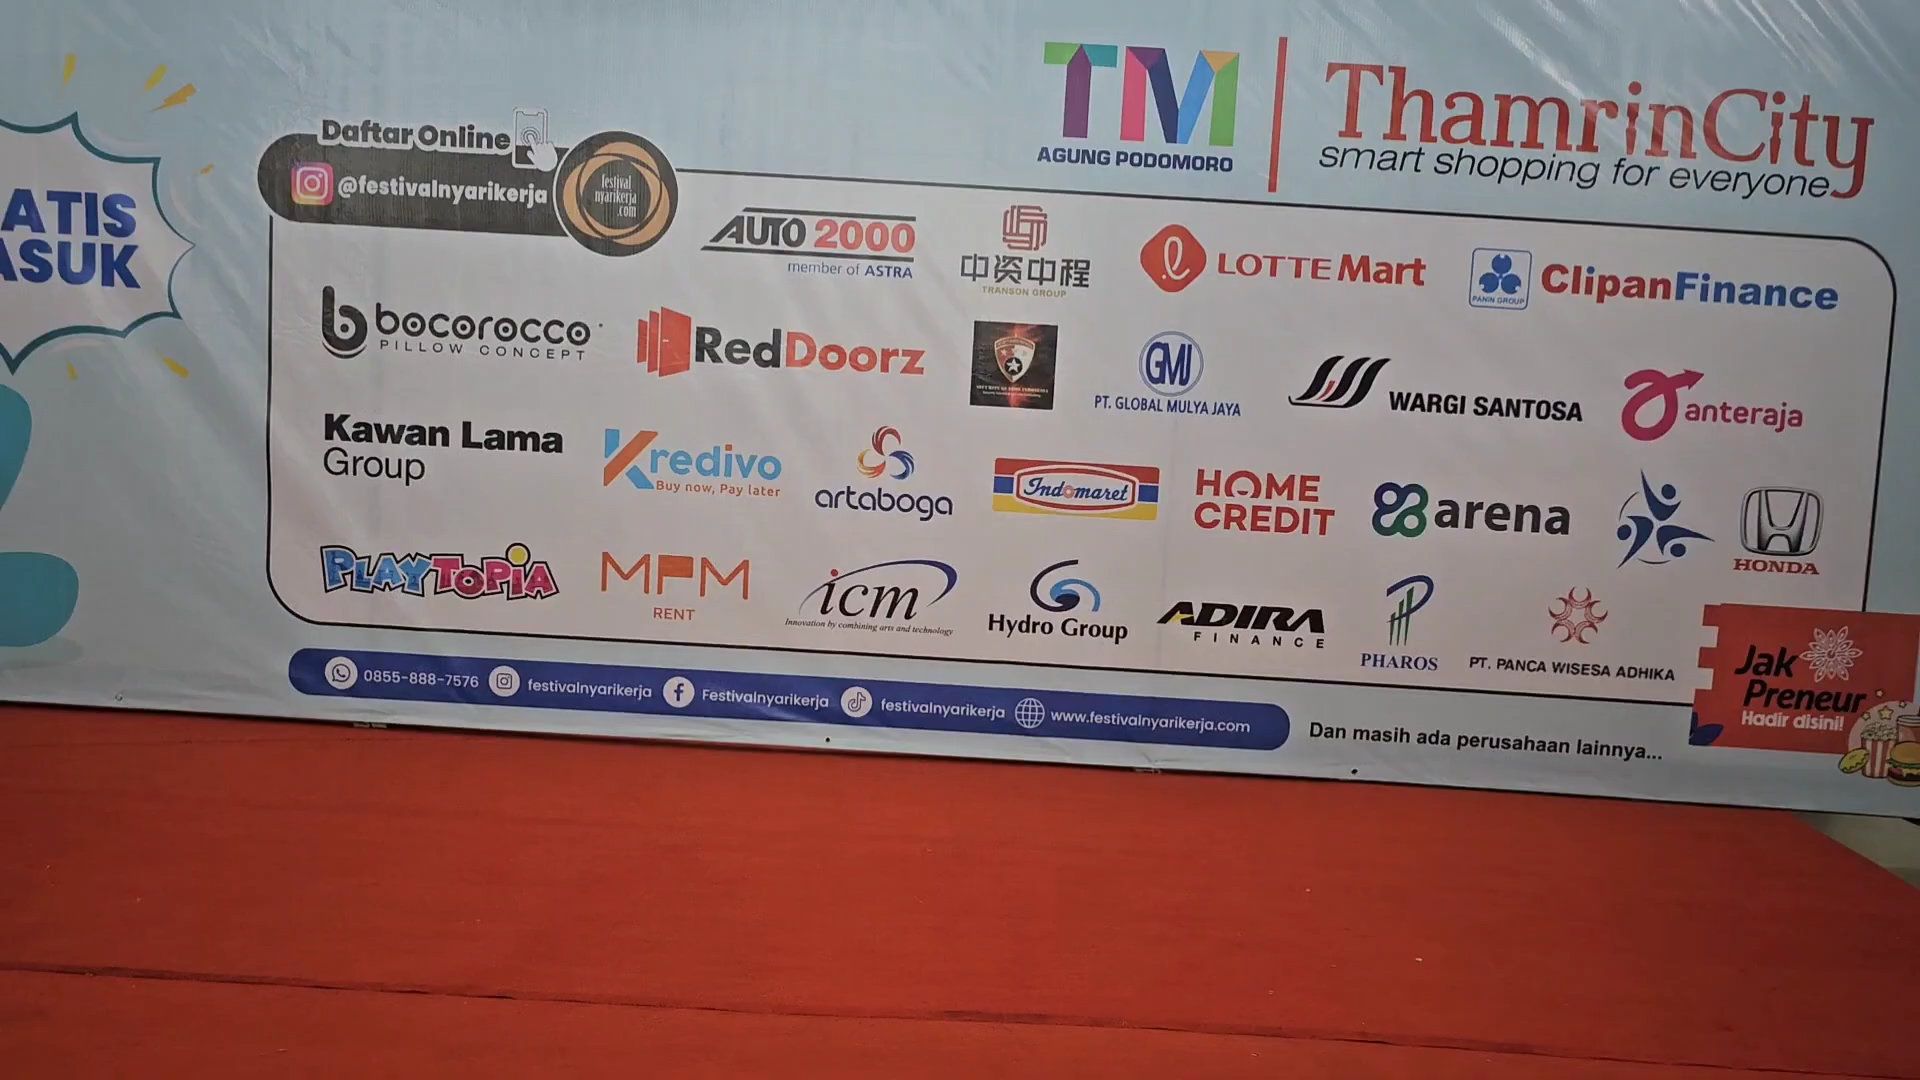 ATIS
ASUK
Daftar Online
@festivalnyarikerja
festival
nyarikerja
.com
TM
AGUNG PODOMORO
ThamrinCity
smart shopping for everyone
AUTO 2000
member of ASTRA
中资中程
TRANSON GROUP
LOTTE Mart
PANIN GROUP
ClipanFinance
bocorocco
PILLOW CONCEPT
RedDoorz
GMJ
PT. GLOBAL MULYA JAYA
WARGI SANTOSA
anteraja
Kawan Lama
Group
Kredivo
Buy now, Pay later
artaboga
Indomaret
HOME
CREDIT
arena
HONDA
PLAYTOPIA
MPM
RENT
icm
Innovation by combining arts and technology
Hydro Group
ADIRA
FINANCE
PHAROS
PT. PANCA WISESA ADHIKA
Jak
Preneur
Hadir disini!
0855-888-7576
festivalnyarikerja
Festivalnyarikerja
festivalnyarikerja
www.festivalnyarikerja.com
Dan masih ada perusahaan lainnya...